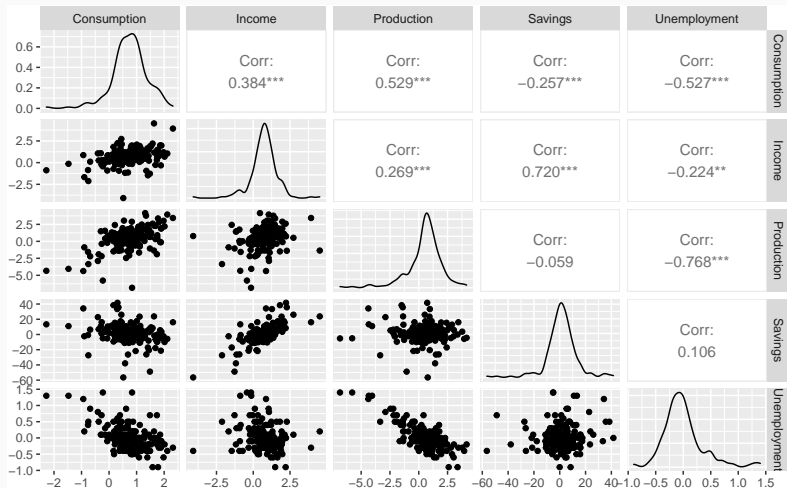 Consumption Income Production Savings Unemployment
0.6
0.4
0.2
0.0
Corr:
0.384***
Corr:
0.529***
Corr:
−0.257***
Corr:
−0.527***
Consumption
2.5
0.0
−2.5
Corr:
0.269***
Corr:
0.720***
Corr:
−0.224**
Income
2.5
0.0
−2.5
−5.0
Corr:
−0.059
Corr:
−0.768***
Production
40
20
0
−20
−40
−60
Corr:
0.106
Savings
1.5
1.0
0.5
0.0
−0.5
−1.0
Unemployment
−2 −1 0 1 2 −2.5 0.0 2.5 −5.0 −2.5 0.0 2.5 −60 −40 −20 0 20 40 −1.0 −0.5 0.0 0.5 1.0 1.5